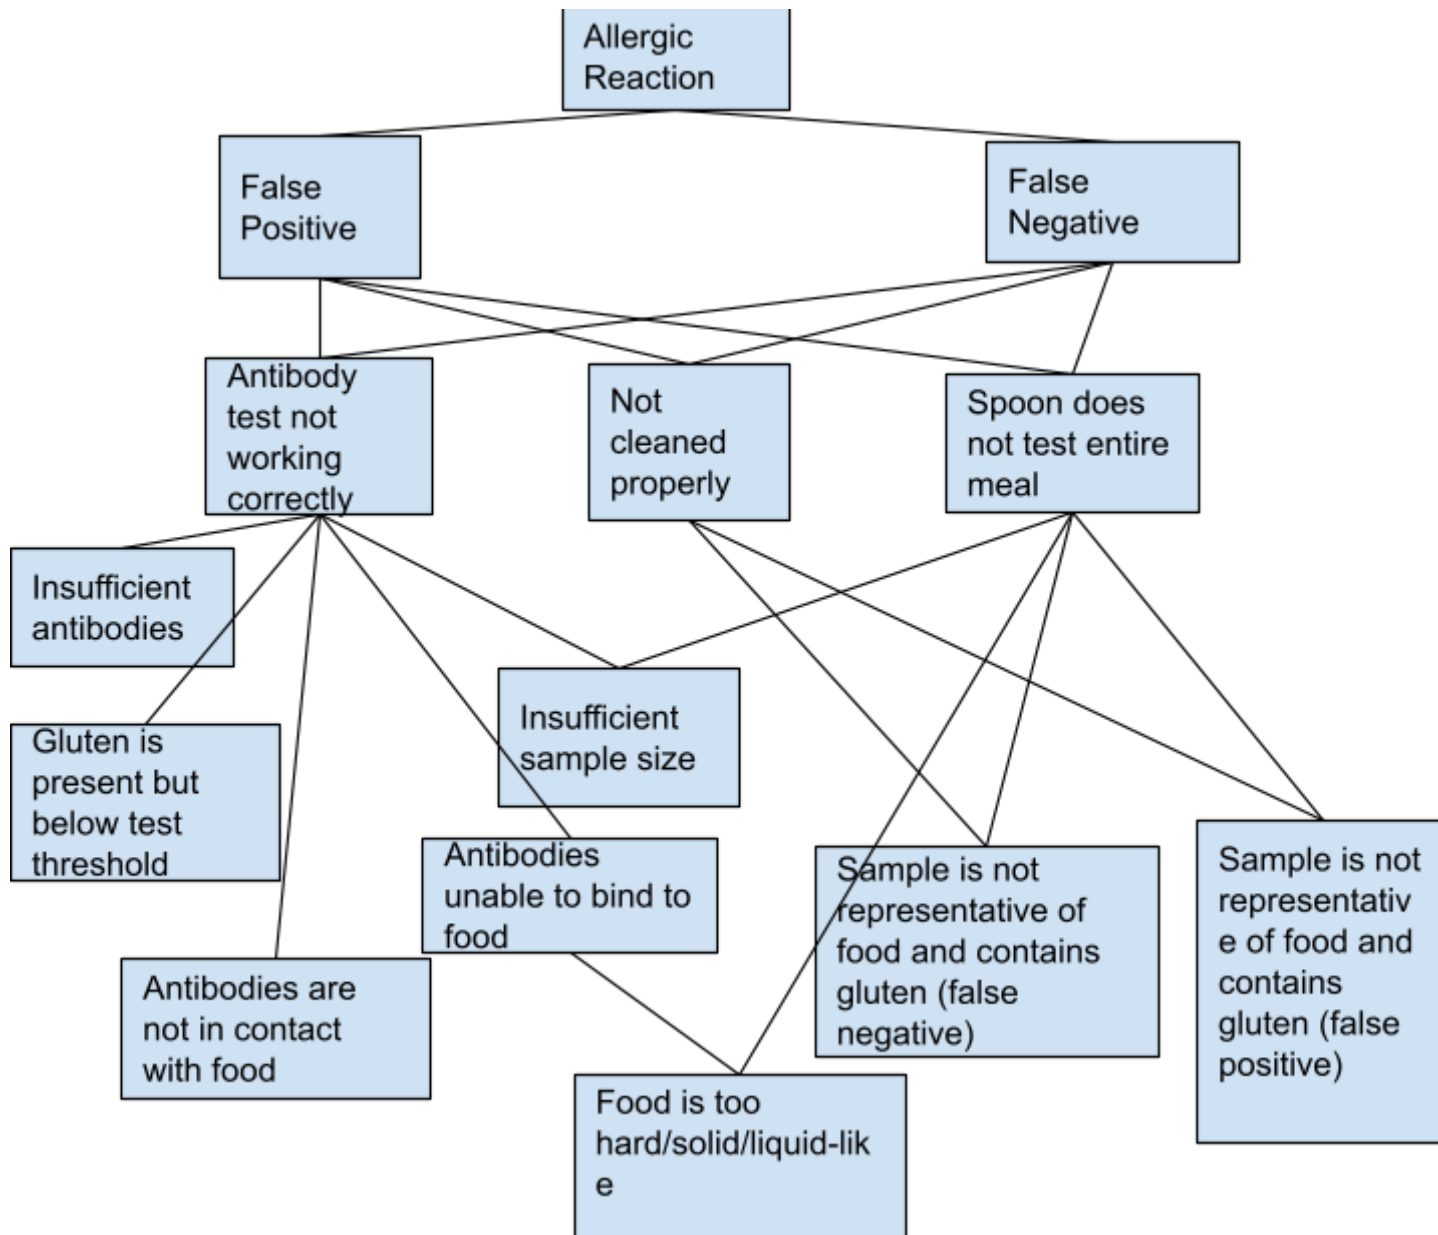 Allergic
Reaction
False
Positive
False
Negative
Antibody
test not
working
correctly
Not
cleaned
properly
Spoon does
not test entire
meal
Insufficient
antibodies
Insufficient
sample size
Gluten is
present but
below test
threshold
Antibodies
unable to bind to
food
Sample is not
representative of
food and contains
gluten (false
negative)
Sample is not
representativ
e of food and
contains
gluten (false
positive)
Antibodies are
not in contact
with food
Food is too
hard/solid/liquid-lik
e